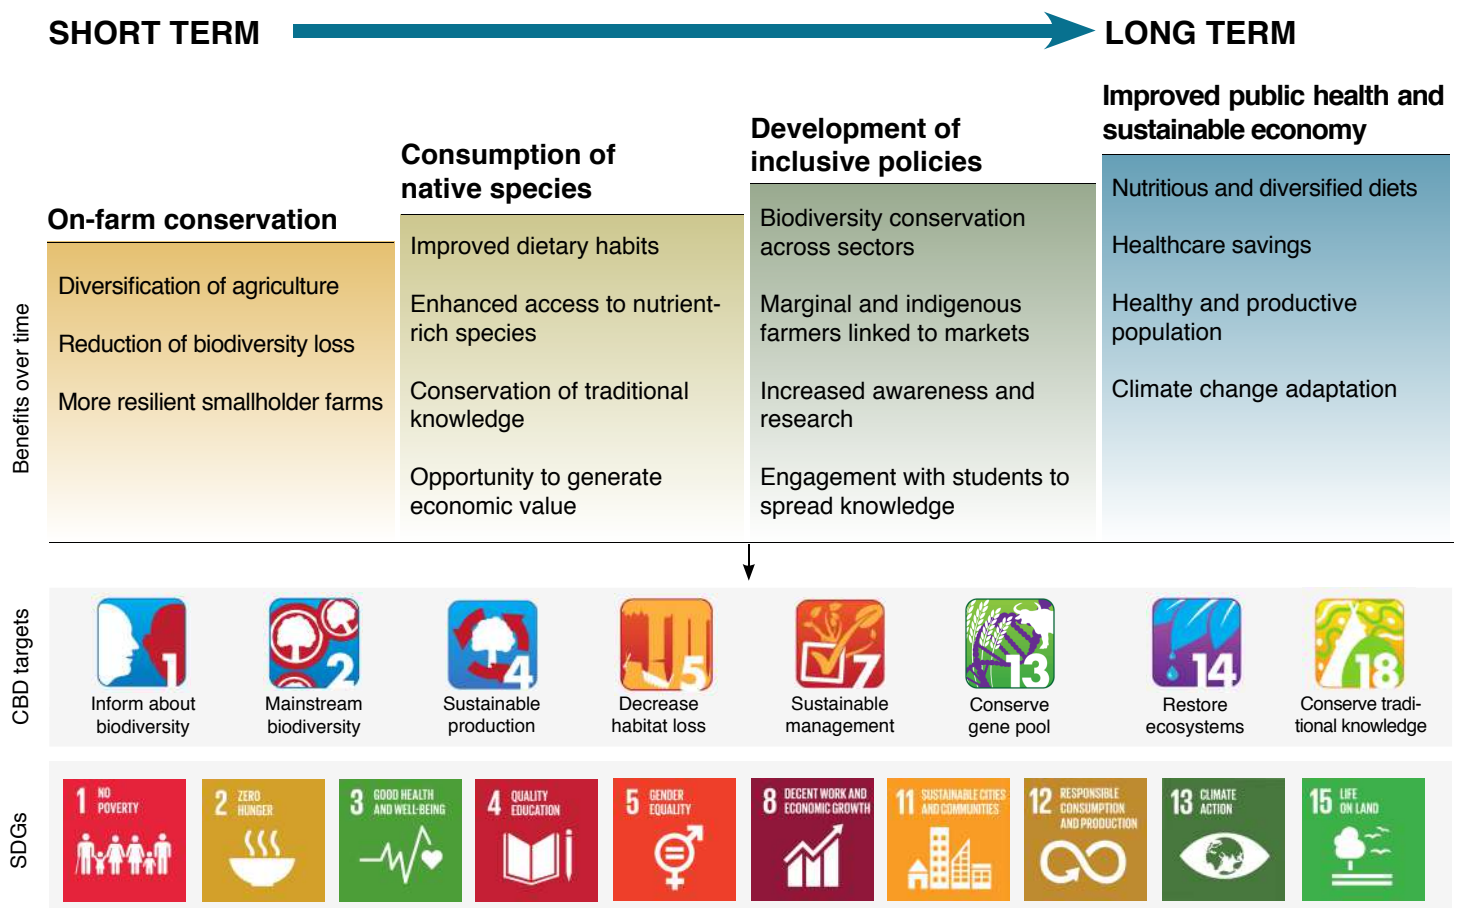 SHORT TERM
LONG TERM
On-farm conservation
Diversification of agriculture
Reduction of biodiversity loss
More resilient smallholder farms
Consumption of
native species
Improved dietary habits
Enhanced access to nutrient-
rich species
Conservation of traditional
knowledge
Opportunity to generate
economic value
Development of
inclusive policies
Biodiversity conservation
across sectors
Marginal and indigenous
farmers linked to markets
Increased awareness and
research
Engagement with students to
spread knowledge
Improved public health and
sustainable economy
Nutritious and diversified diets
Healthcare savings
Healthy and productive
population
Climate change adaptation
Benefits over time
CBD targets
1
Inform about
biodiversity
2
Mainstream
biodiversity
4
Sustainable
production
5
Decrease
habitat loss
7
Sustainable
management
13
Conserve
gene pool
14
Restore
ecosystems
18
Conserve tradi-
tional knowledge
SDGs
1 NO
POVERTY
2 ZERO
HUNGER
3 GOOD HEALTH
AND WELL-BEING
4 QUALITY
EDUCATION
5 GENDER
EQUALITY
8 DECENT WORK AND
ECONOMIC GROWTH
11 SUSTAINABLE CITIES
AND COMMUNITIES
12 RESPONSIBLE
CONSUMPTION
AND PRODUCTION
13 CLIMATE
ACTION
15 LIFE
ON LAND